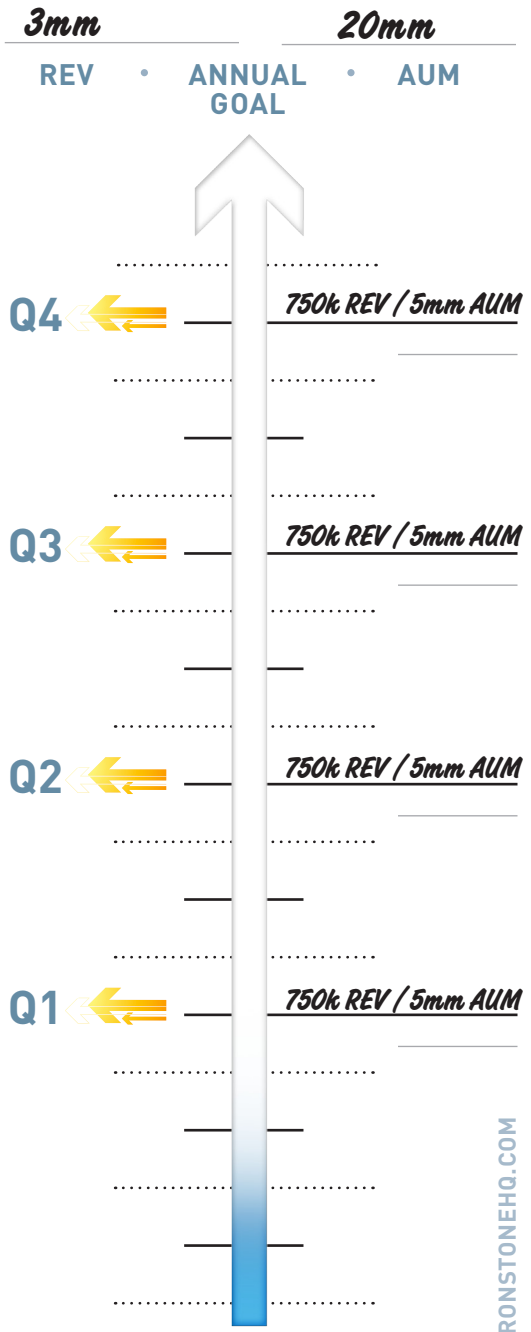 3mm 20mm
REV • ANNUAL GOAL • AUM
Q4 750k REV / 5mm AUM
Q3 750k REV / 5mm AUM
Q2 750k REV / 5mm AUM
Q1 750k REV / 5mm AUM
RONSTONEHQ.COM